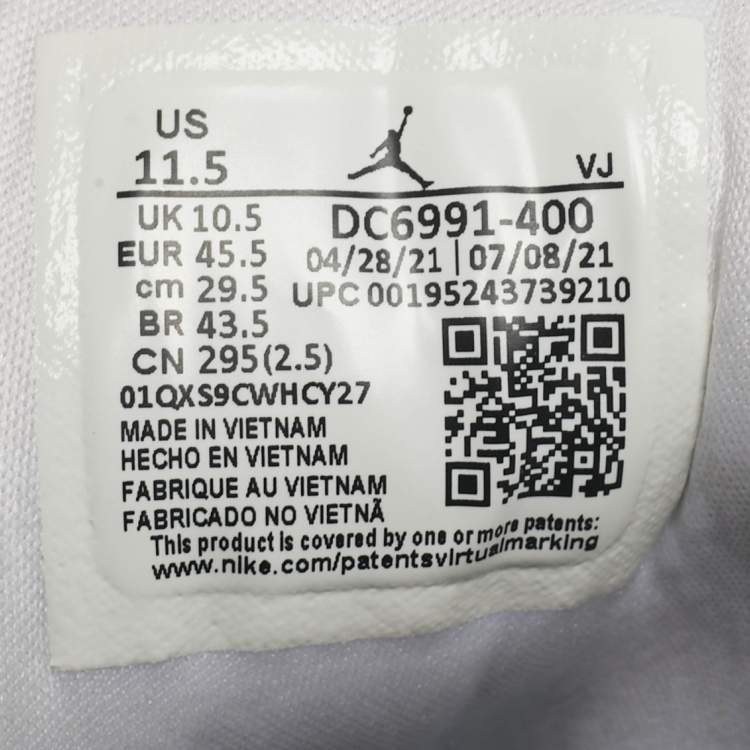 US
11.5
VJ
UK 10.5
EUR 45.5
cm 29.5
BR 43.5
CN 295(2.5)
DC6991-400
04/28/21 | 07/08/21
UPC 00195243739210
01QXS9CWHCY27
MADE IN VIETNAM
HECHO EN VIETNAM
FABRIQUE AU VIETNAM
FABRICADO NO VIETNÃ
This product is covered by one or more patents:
www.nike.com/patentsvirtualmarking